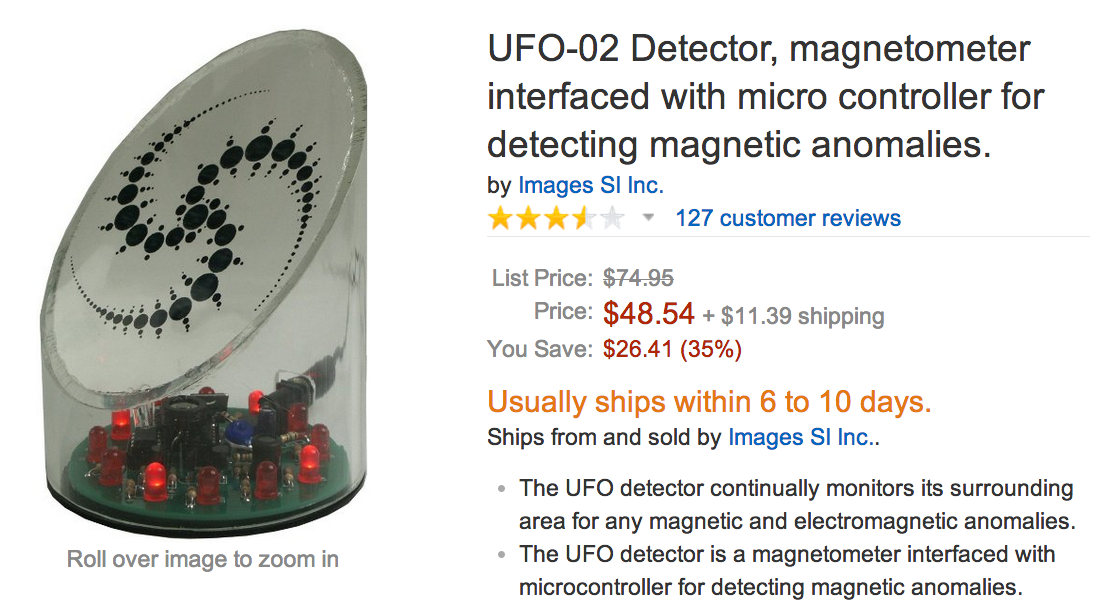 UFO-02 Detector, magnetometer
interfaced with micro controller for
detecting magnetic anomalies.
by Images SI Inc.
127 customer reviews
List Price: $74.95
Price: $48.54 + $11.39 shipping
You Save: $26.41 (35%)
Usually ships within 6 to 10 days.
Ships from and sold by Images SI Inc..
• The UFO detector continually monitors its surrounding
area for any magnetic and electromagnetic anomalies.
• The UFO detector is a magnetometer interfaced with
microcontroller for detecting magnetic anomalies.
Roll over image to zoom in